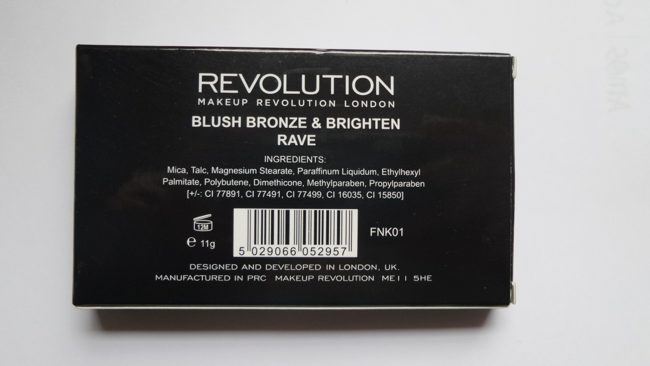 REVOLUTION
MAKEUP REVOLUTION LONDON
BLUSH BRONZE & BRIGHTEN
RAVE
INGREDIENTS:
Mica, Talc, Magnesium Stearate, Paraffinum Liquidum, Ethylhexyl
Palmitate, Polybutene, Dimethicone, Methylparaben, Propylparaben
[+/-: CI 77891, CI 77491, CI 77499, CI 16035, CI 15850]
12M
e 11g
5 029066 052957
FNK01
DESIGNED AND DEVELOPED IN LONDON, UK.
MANUFACTURED IN PRC MAKEUP REVOLUTION ME11 5HE